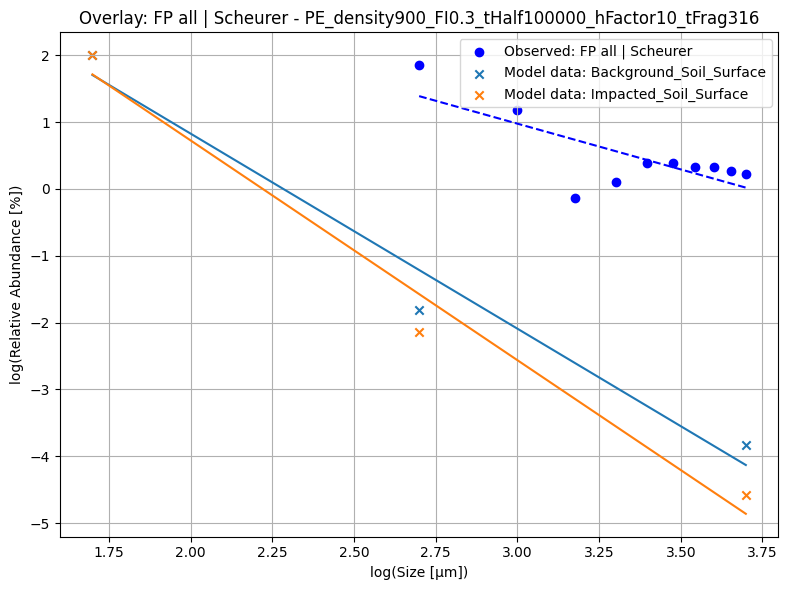 Overlay: FP all | Scheurer - PE_density900_FI0.3_tHalf100000_hFactor10_tFrag316
Observed: FP all | Scheurer
Model data: Background_Soil_Surface
Model data: Impacted_Soil_Surface
log(Relative Abundance [%])
2
1
0
−1
−2
−3
−4
−5
1.75
2.00
2.25
2.50
2.75
3.00
3.25
3.50
3.75
log(Size [μm])